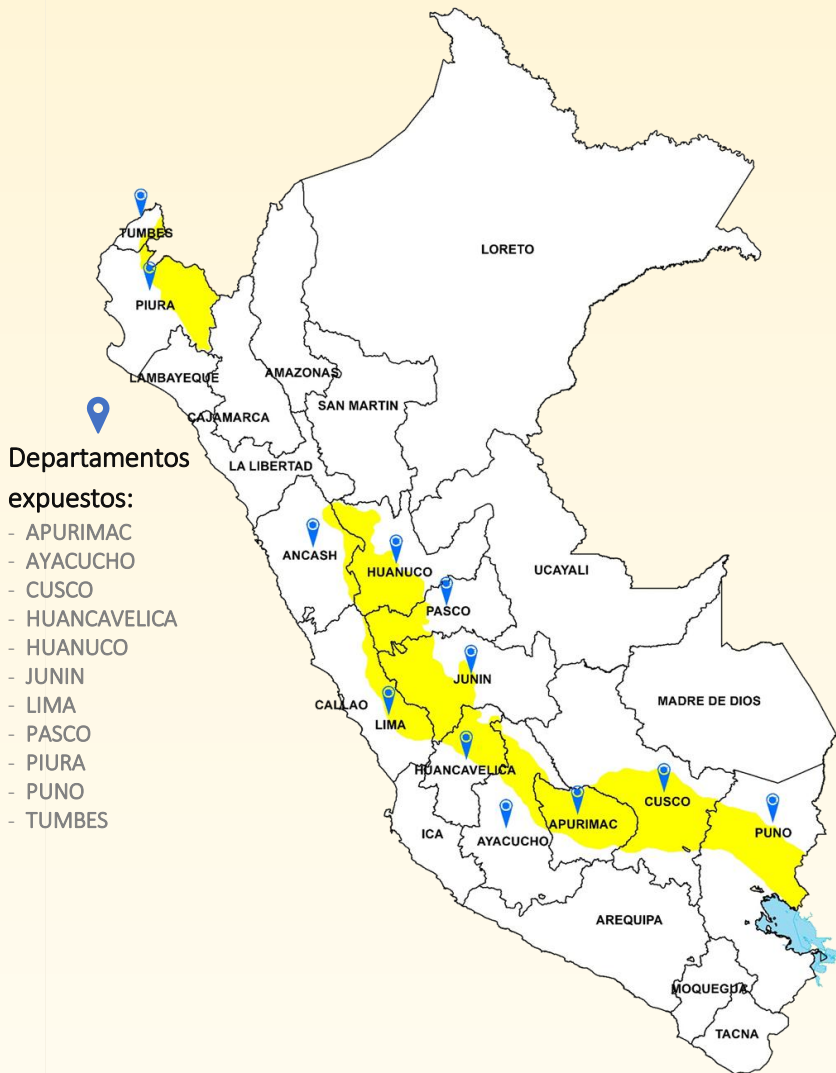 TUMBES
LORETO
PIURA
LAMBAYEQUE
AMAZONAS
SAN MARTIN
CAJAMARCA
LA LIBERTAD
ANCASH
HUANUCO
UCAYALI
PASCO
JUNIN
MADRE DE DIOS
CALLAO
LIMA
HUANCAVELICA
CUSCO
APURIMAC
PUNO
ICA
AYACUCHO
AREQUIPA
MOQUEGUA
TACNA
Departamentos
expuestos:
- APURIMAC
- AYACUCHO
- CUSCO
- HUANCAVELICA
- HUANUCO
- JUNIN
- LIMA
- PASCO
- PIURA
- PUNO
- TUMBES